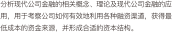 分析现代公司金融的相关概念、理论及现代公司金融的应
用，用于考察公司如何有效地利用各种融资渠道，获得最
低成本的资金来源，并形成合适的资本结构。